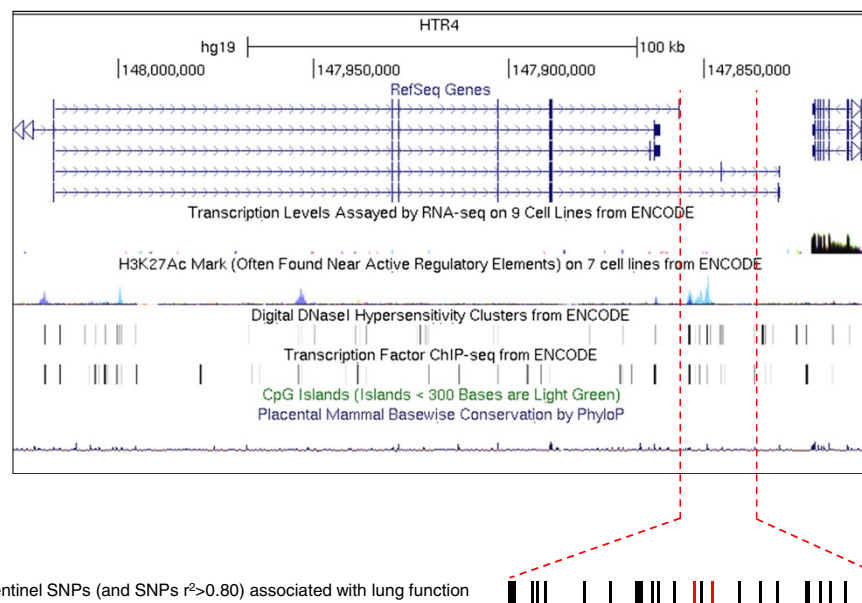 HTR4
hg19 100 kb
148,000,000 147,950,000 147,900,000 147,850,000
RefSeq Genes
Transcription Levels Assayed by RNA-seq on 9 Cell Lines from ENCODE
H3K27Ac Mark (Often Found Near Active Regulatory Elements) on 7 cell lines from ENCODE
Digital DNaseI Hypersensitivity Clusters from ENCODE
Transcription Factor ChIP-seq from ENCODE
CpG Islands (Islands < 300 Bases are Light Green)
Placental Mammal Basewise Conservation by PhyloP
entinel SNPs (and SNPs r²>0.80) associated with lung function